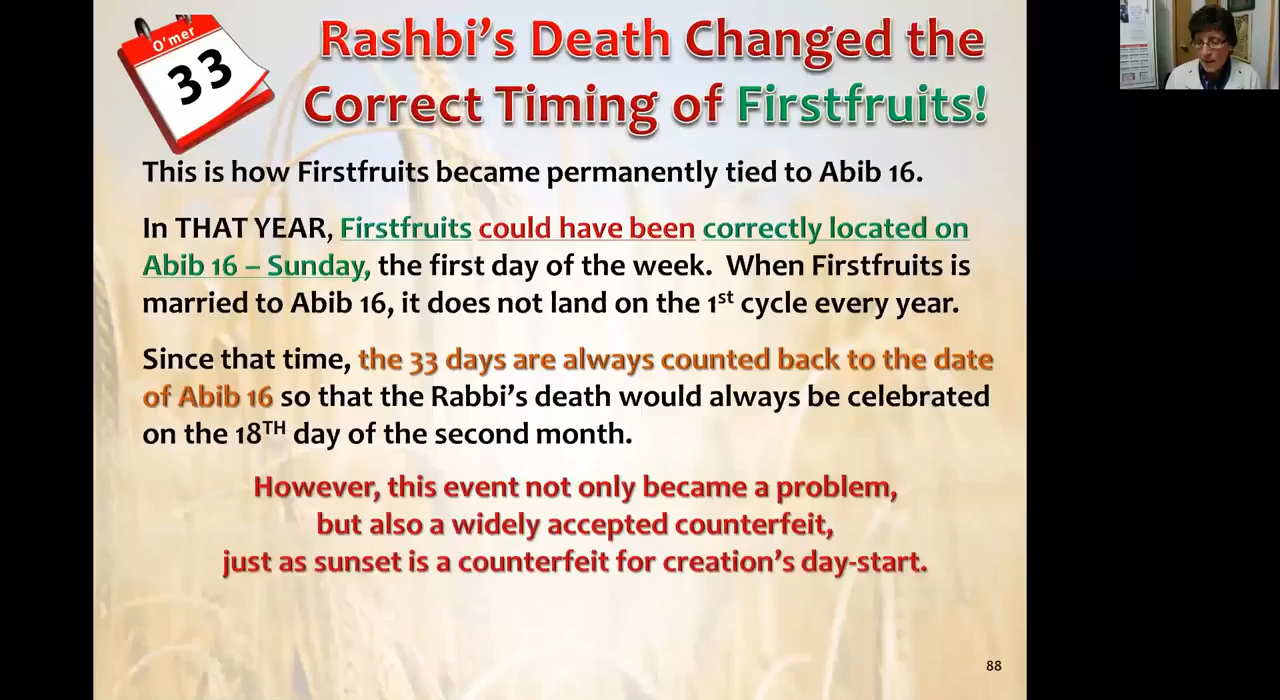 O'mer
33
Rashbi's Death Changed the
Correct Timing of Firstfruits!
This is how Firstfruits became permanently tied to Abib 16.
In THAT YEAR, Firstfruits could have been correctly located on
Abib 16 – Sunday, the first day of the week. When Firstfruits is
married to Abib 16, it does not land on the 1st cycle every year.
Since that time, the 33 days are always counted back to the date
of Abib 16 so that the Rabbi's death would always be celebrated
on the 18TH day of the second month.
However, this event not only became a problem,
but also a widely accepted counterfeit,
just as sunset is a counterfeit for creation's day-start.
88